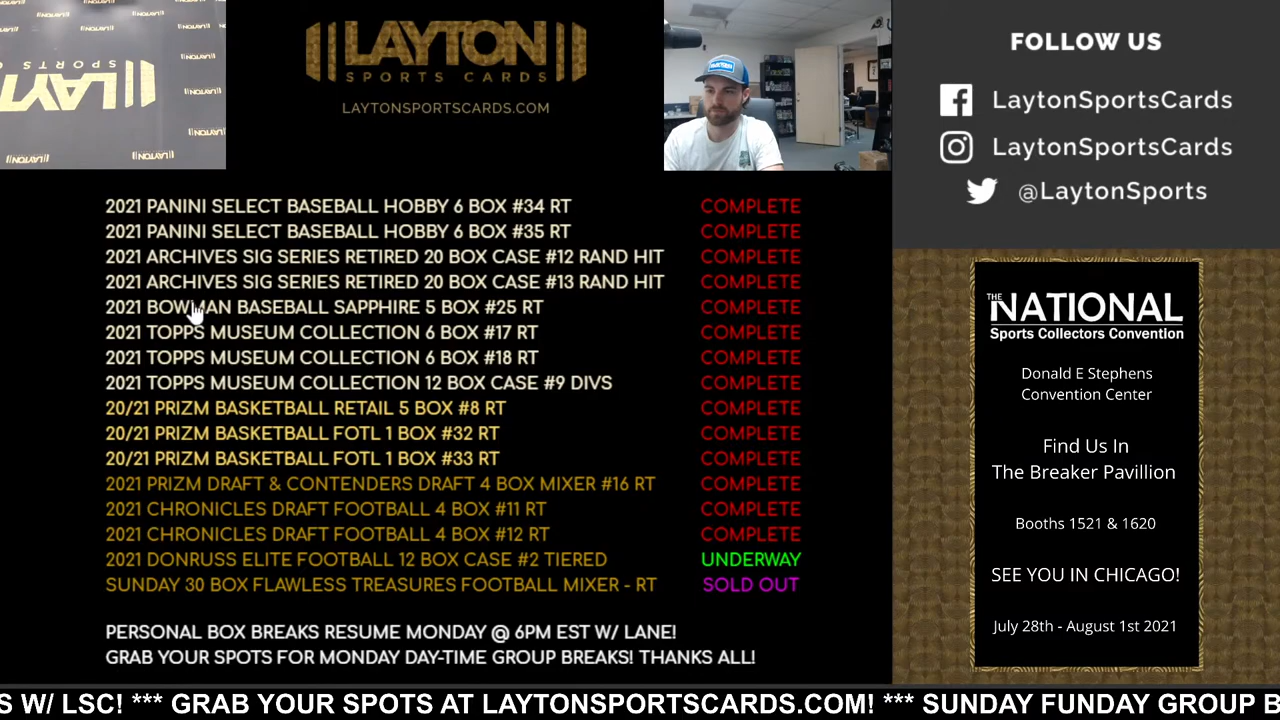 LAYTON
SPORTS CARDS
LAYTONSPORTSCARDS.COM
2021 PANINI SELECT BASEBALL HOBBY 6 BOX #34 RT COMPLETE
2021 PANINI SELECT BASEBALL HOBBY 6 BOX #35 RT COMPLETE
2021 ARCHIVES SIG SERIES RETIRED 20 BOX CASE #12 RAND HIT COMPLETE
2021 ARCHIVES SIG SERIES RETIRED 20 BOX CASE #13 RAND HIT COMPLETE
2021 BOWMAN BASEBALL SAPPHIRE 5 BOX #25 RT COMPLETE
2021 TOPPS MUSEUM COLLECTION 6 BOX #17 RT COMPLETE
2021 TOPPS MUSEUM COLLECTION 6 BOX #18 RT COMPLETE
2021 TOPPS MUSEUM COLLECTION 12 BOX CASE #9 DIVS COMPLETE
20/21 PRIZM BASKETBALL RETAIL 5 BOX #8 RT COMPLETE
20/21 PRIZM BASKETBALL FOTL 1 BOX #32 RT COMPLETE
20/21 PRIZM BASKETBALL FOTL 1 BOX #33 RT COMPLETE
2021 PRIZM DRAFT & CONTENDERS DRAFT 4 BOX MIXER #16 RT COMPLETE
2021 CHRONICLES DRAFT FOOTBALL 4 BOX #11 RT COMPLETE
2021 CHRONICLES DRAFT FOOTBALL 4 BOX #12 RT COMPLETE
2021 DONRUSS ELITE FOOTBALL 12 BOX CASE #2 TIERED UNDERWAY
SUNDAY 30 BOX FLAWLESS TREASURES FOOTBALL MIXER - RT SOLD OUT
PERSONAL BOX BREAKS RESUME MONDAY @ 6PM EST W/ LANE!
GRAB YOUR SPOTS FOR MONDAY DAY-TIME GROUP BREAKS! THANKS ALL!
FOLLOW US
LaytonSportsCards
LaytonSportsCards
@LaytonSports
THE NATIONAL
Sports Collectors Convention
Donald E Stephens
Convention Center
Find Us In
The Breaker Pavillion
Booths 1521 & 1620
SEE YOU IN CHICAGO!
July 28th - August 1st 2021
S W/ LSC! *** GRAB YOUR SPOTS AT LAYTONSPORTSCARDS.COM! *** SUNDAY FUNDAY GROUP B